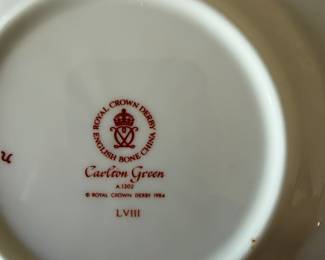 ROYAL CROWN DERBY
ENGLISH BONE CHINA
Carlton Green
A.1302
© ROYAL CROWN DERBY 1984
LVIII